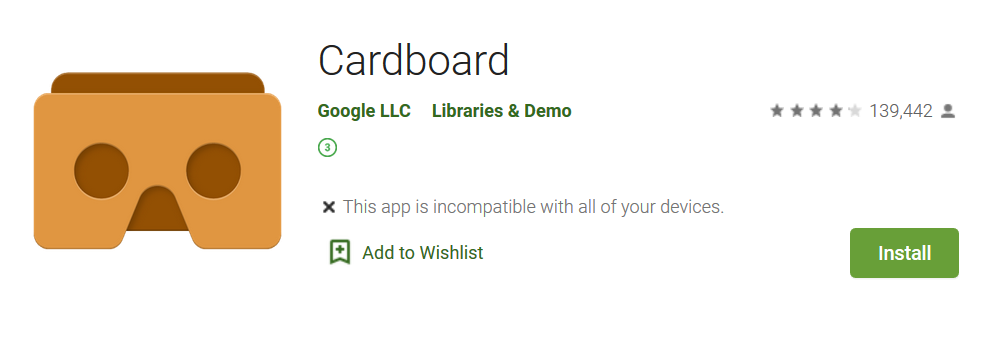 Cardboard
Google LLC Libraries & Demo
139,442
3
This app is incompatible with all of your devices.
Add to Wishlist
Install